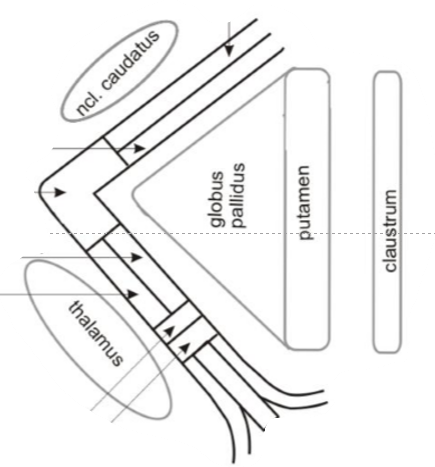 ncl. caudatus
globus
pallidus
putamen
claustrum
thalamus